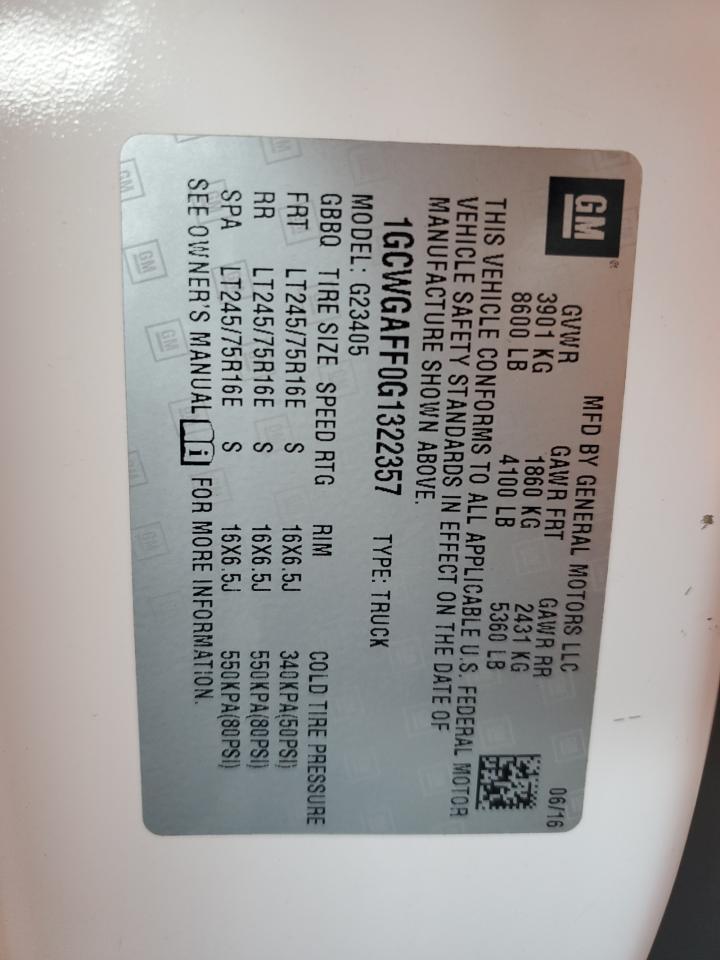 GM
MFD BY GENERAL MOTORS LLC 06/16
GVWR GAWR FRT GAWR RR
3901 KG 1860 KG 2431 KG
8600 LB 4100 LB 5360 LB
THIS VEHICLE CONFORMS TO ALL APPLICABLE U.S. FEDERAL MOTOR
VEHICLE SAFETY STANDARDS IN EFFECT ON THE DATE OF
MANUFACTURE SHOWN ABOVE.
1GCWGAFF0G1322357 TYPE: TRUCK
MODEL: G23405
GBBQ TIRE SIZE SPEED RTG RIM COLD TIRE PRESSURE
FRT LT245/75R16E S 16X6.5J 340KPA(50PSI)
RR LT245/75R16E S 16X6.5J 550KPA(80PSI)
SPA LT245/75R16E S 16X6.5J 550KPA(80PSI)
SEE OWNER'S MANUAL i FOR MORE INFORMATION.